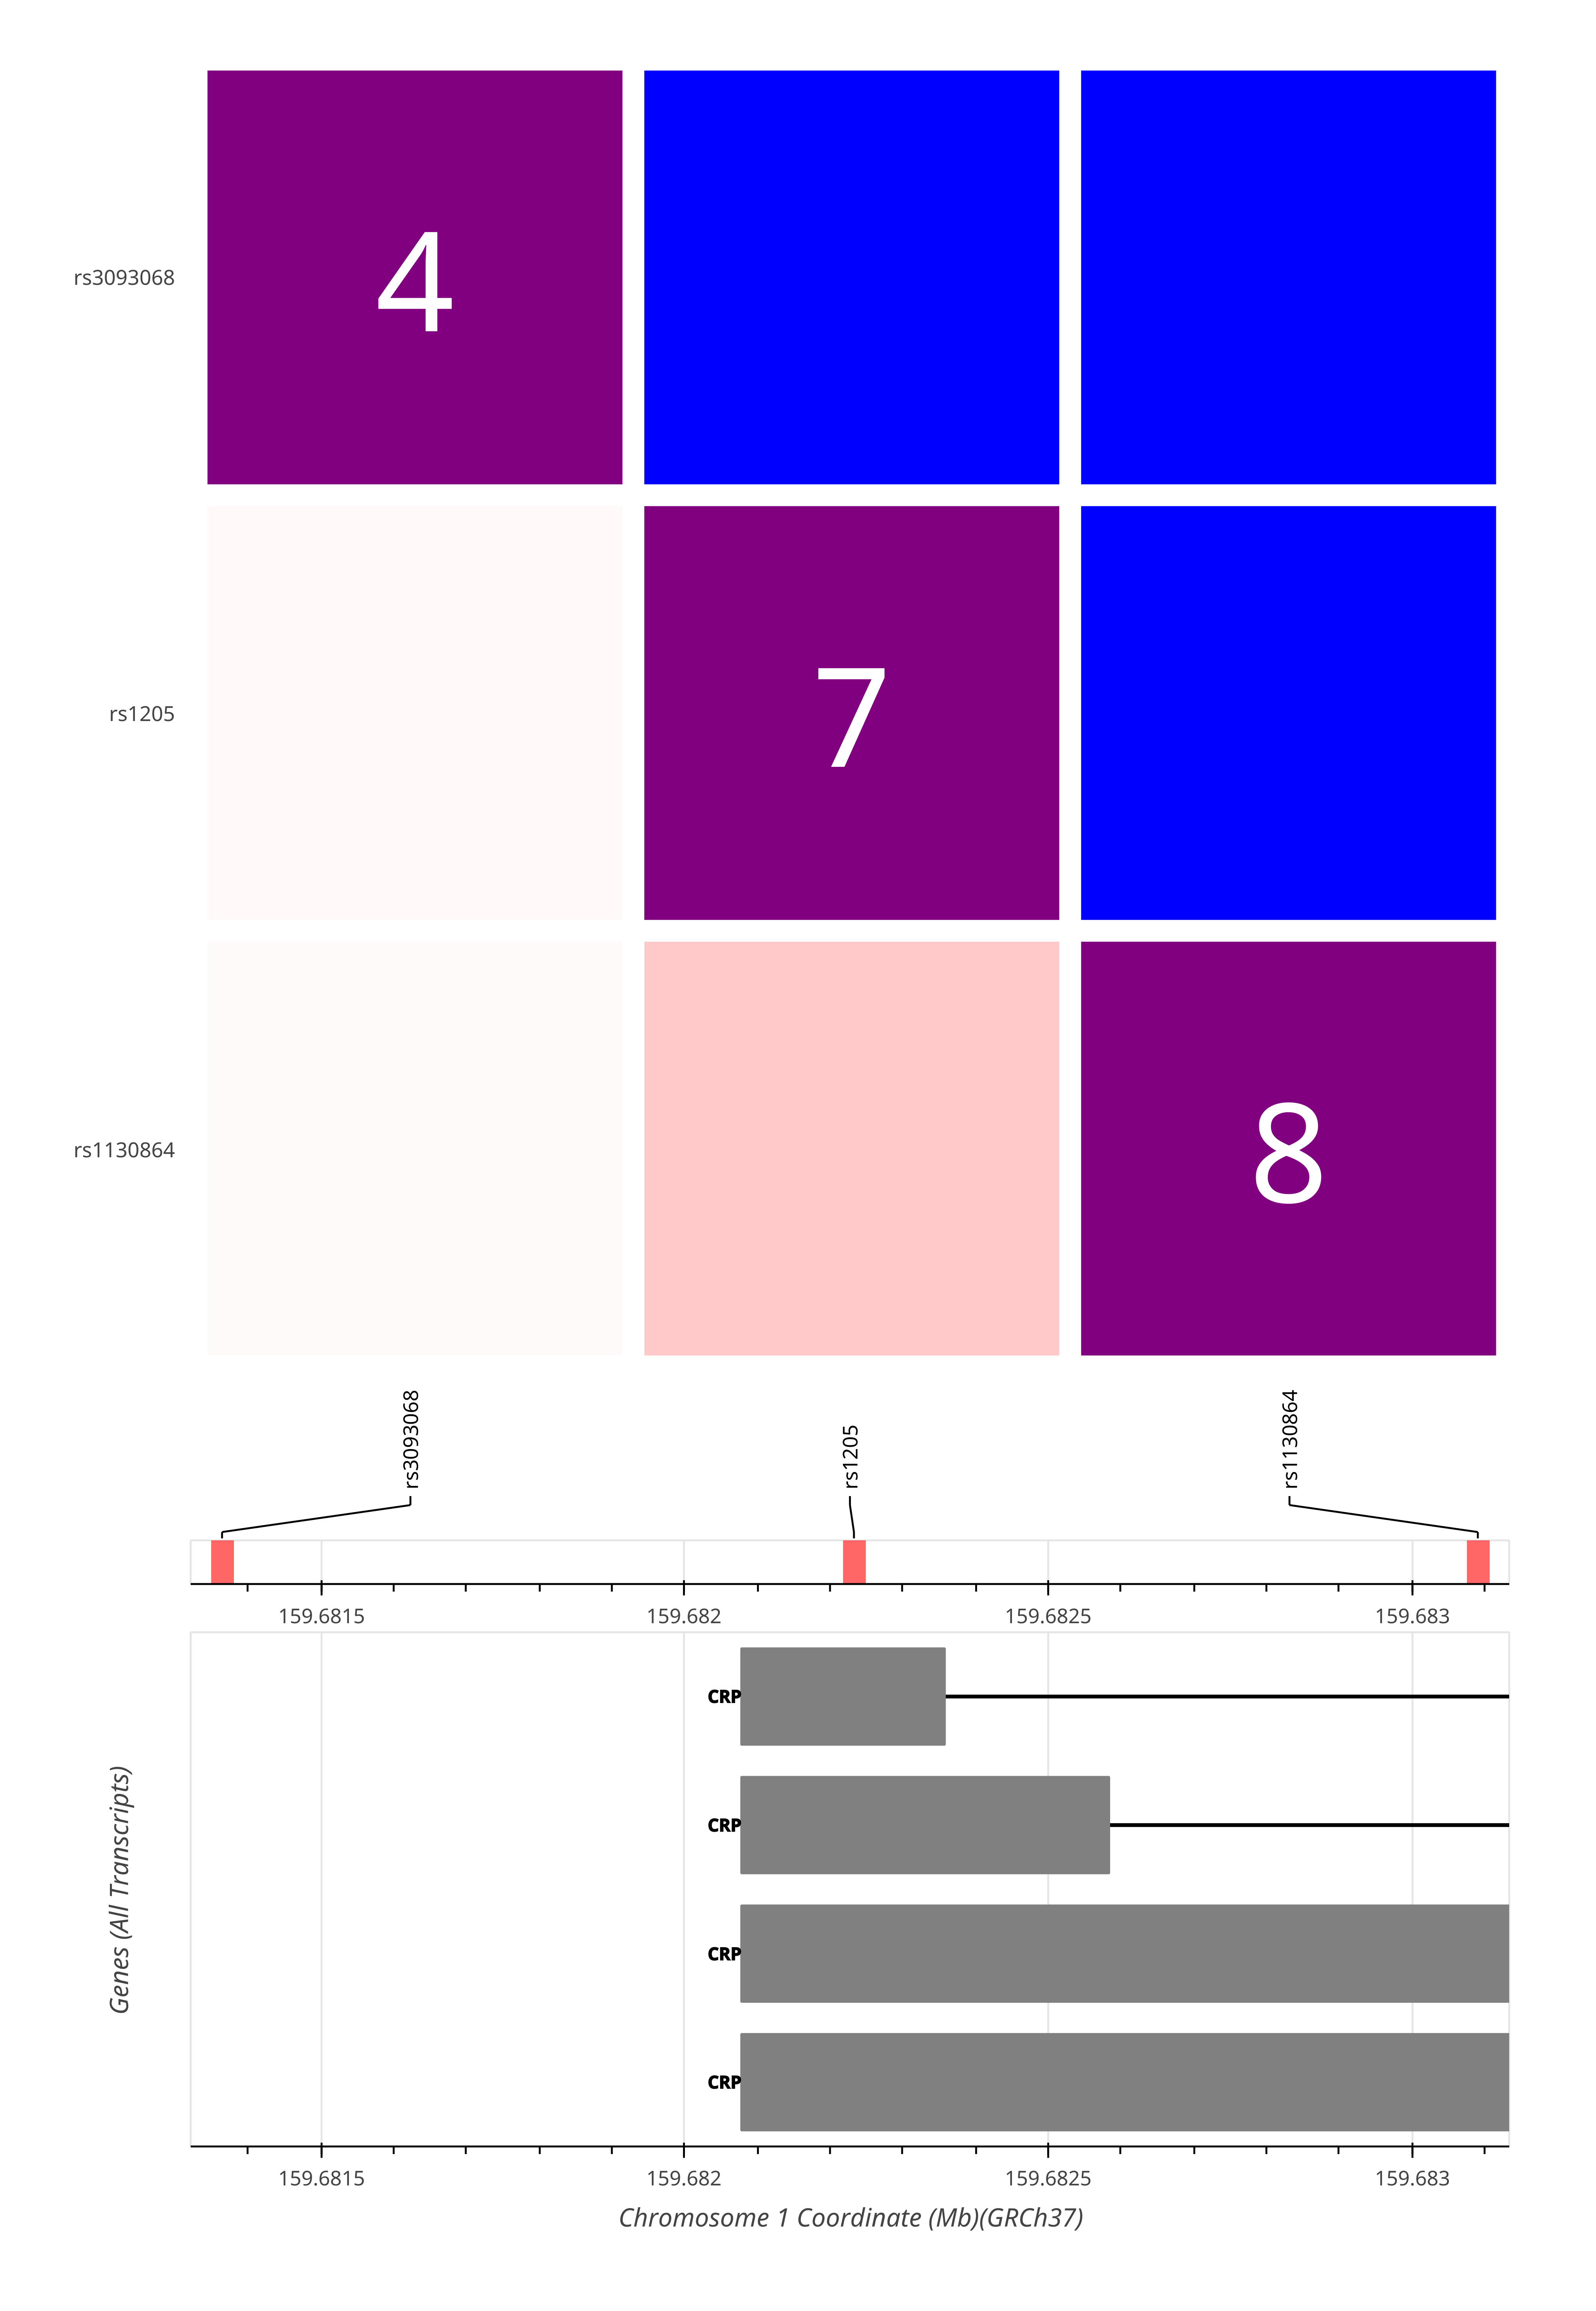 4
rs3093068
7
rs1205
8
rs1130864
rs3093068
rs1205
rs1130864
159.6815 159.682 159.6825 159.683
CRP
CRP
CRP
CRP
Genes (All Transcripts)
159.6815 159.682 159.6825 159.683
Chromosome 1 Coordinate (Mb)(GRCh37)